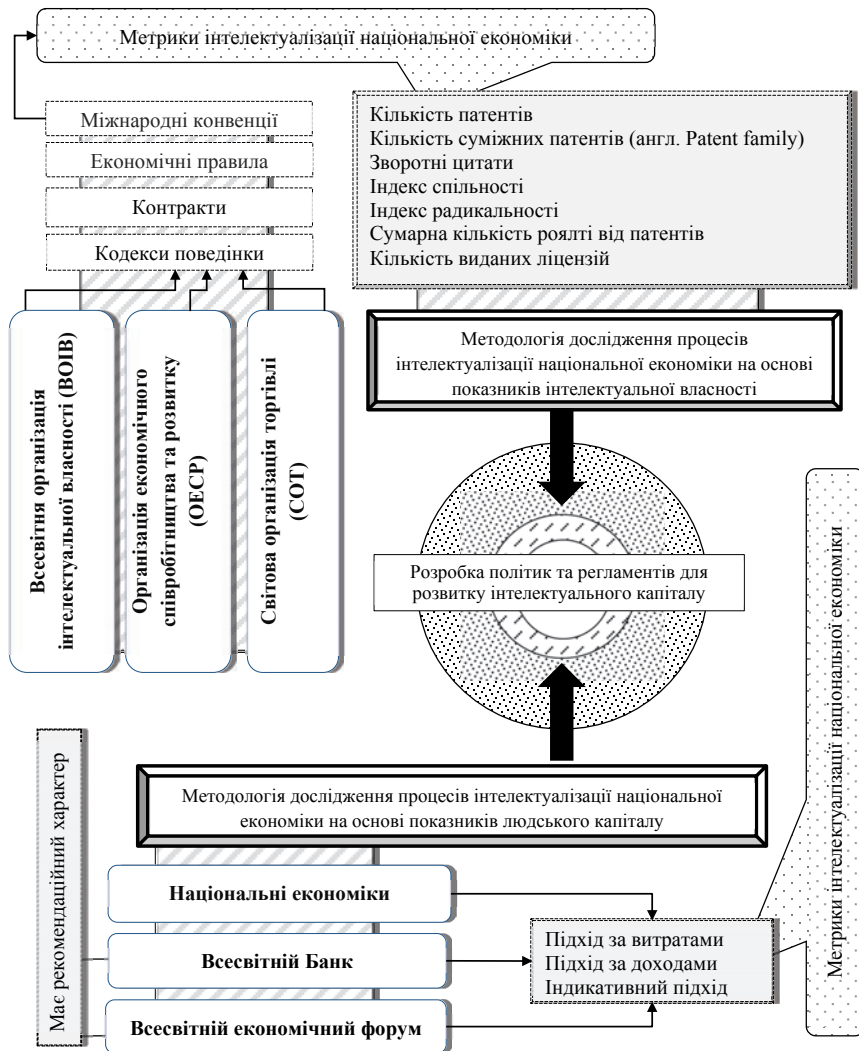 Метрики інтелектуалізації національної економіки
Міжнародні конвенції
Економічні правила
Контракти
Кодекси поведінки
Кількість патентів
Кількість суміжних патентів (англ. Patent family)
Зворотні цитати
Індекс спільності
Індекс радикальності
Сумарна кількість роялті від патентів
Кількість виданих ліцензій
Всесвітня організація
інтелектуальної власності (ВОІВ)
Організація економічного
співробітництва та розвитку
(ОЕСР)
Світова організація торгівлі
(СОТ)
Методологія дослідження процесів
інтелектуалізації національної економіки на основі
показників інтелектуальної власності
Розробка політик та регламентів для
розвитку інтелектуального капіталу
Метрики інтелектуалізації національної економіки
Методологія дослідження процесів інтелектуалізації національної
економіки на основі показників людського капіталу
Має рекомендаційний характер
Національні економіки
Всесвітній Банк
Всесвітній економічний форум
Підхід за витратами
Підхід за доходами
Індикативний підхід